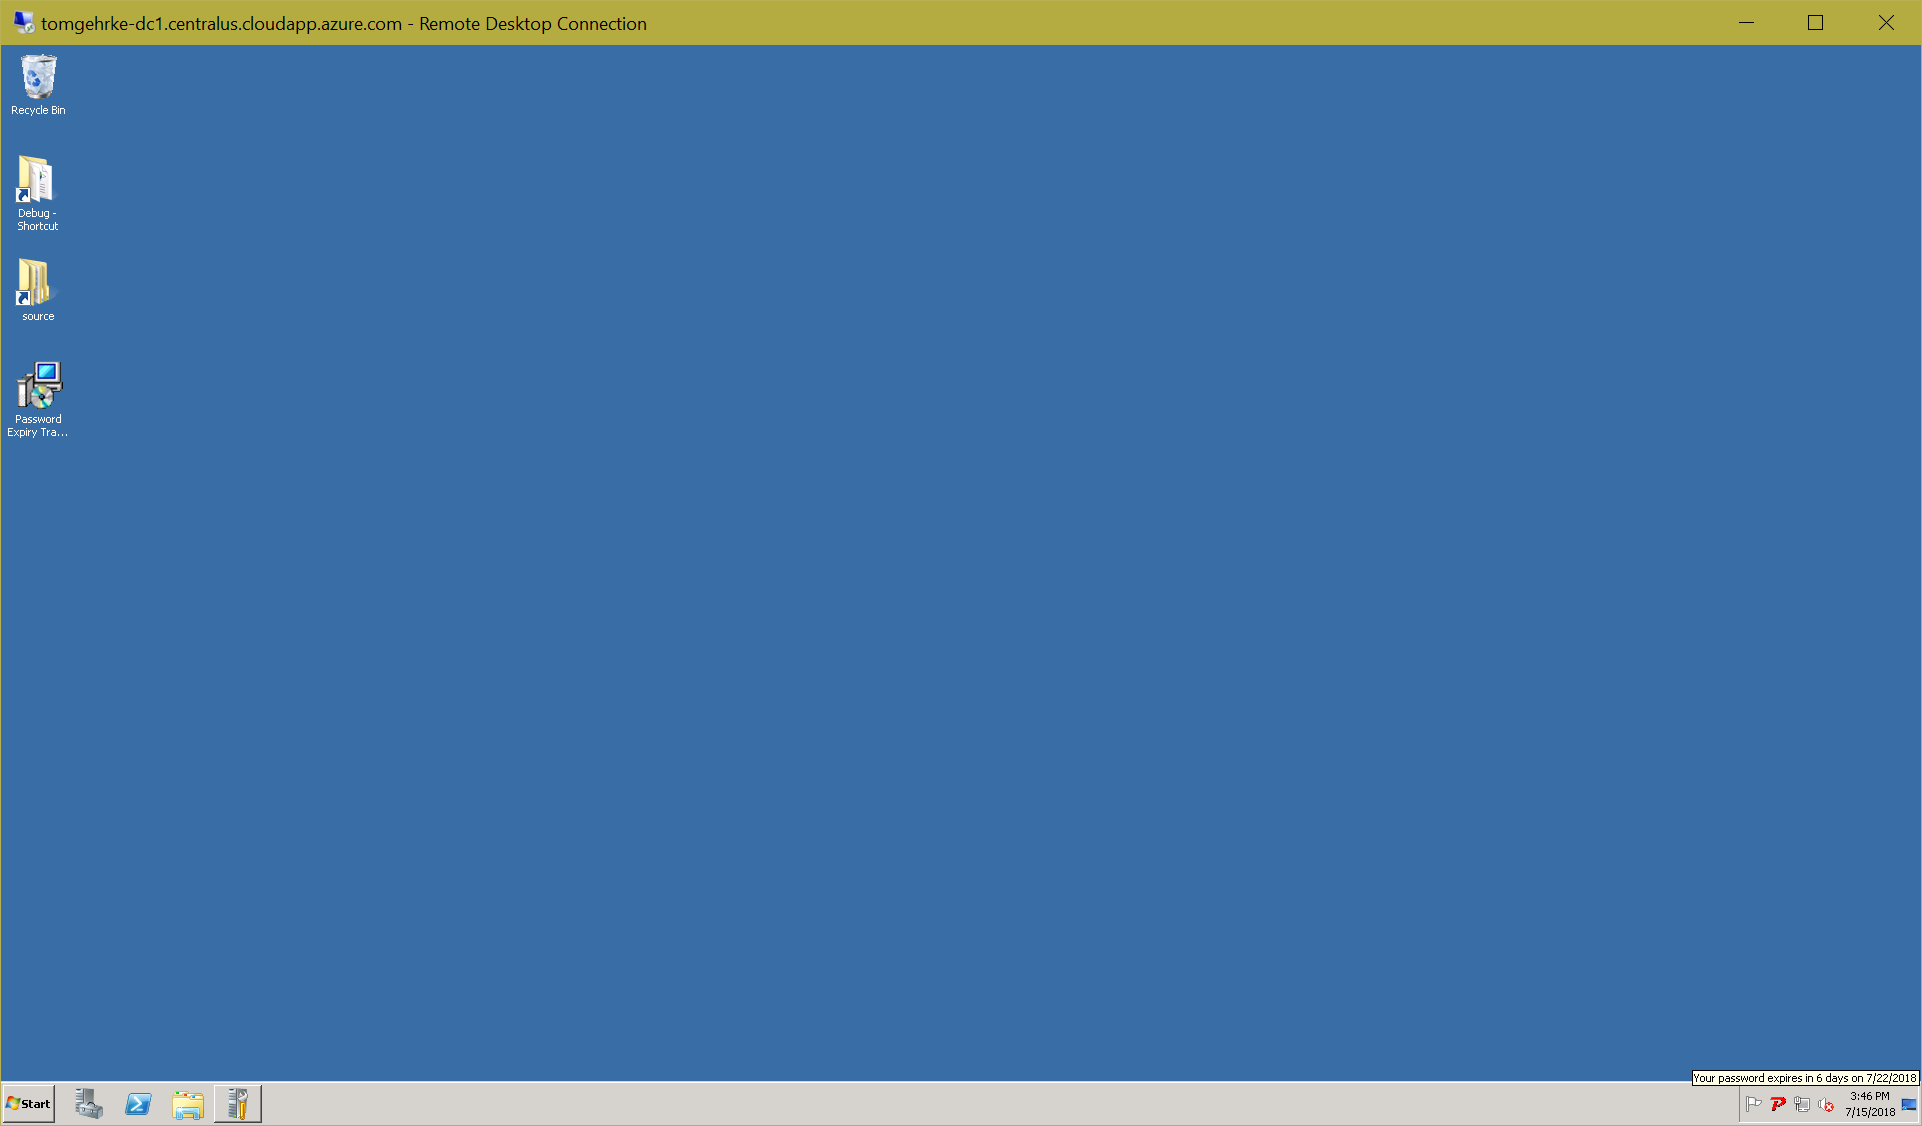 tomgehrke-dc1.centralus.cloudapp.azure.com - Remote Desktop Connection
Recycle Bin
Debug -
Shortcut
source
Password
Expiry Tra...
Your password expires in 6 days on 7/22/2018
Start
3:46 PM
7/15/2018